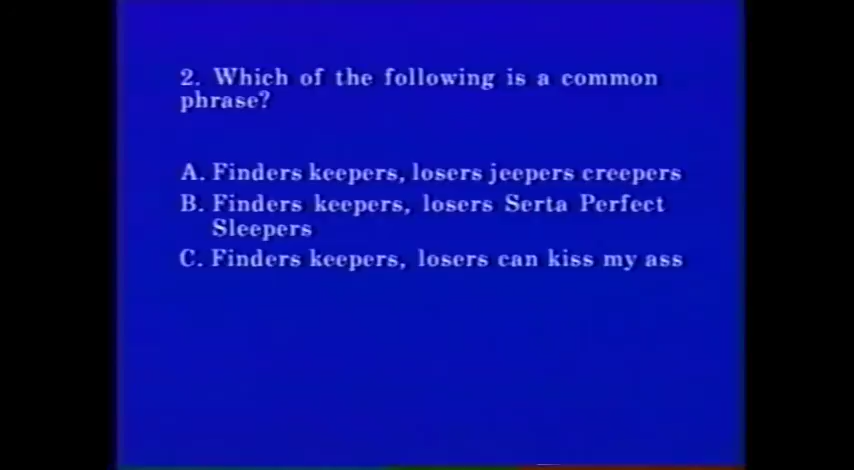 2. Which of the following is a common
phrase?
A. Finders keepers, losers jeepers creepers
B. Finders keepers, losers Serta Perfect
Sleepers
C. Finders keepers, losers can kiss my ass